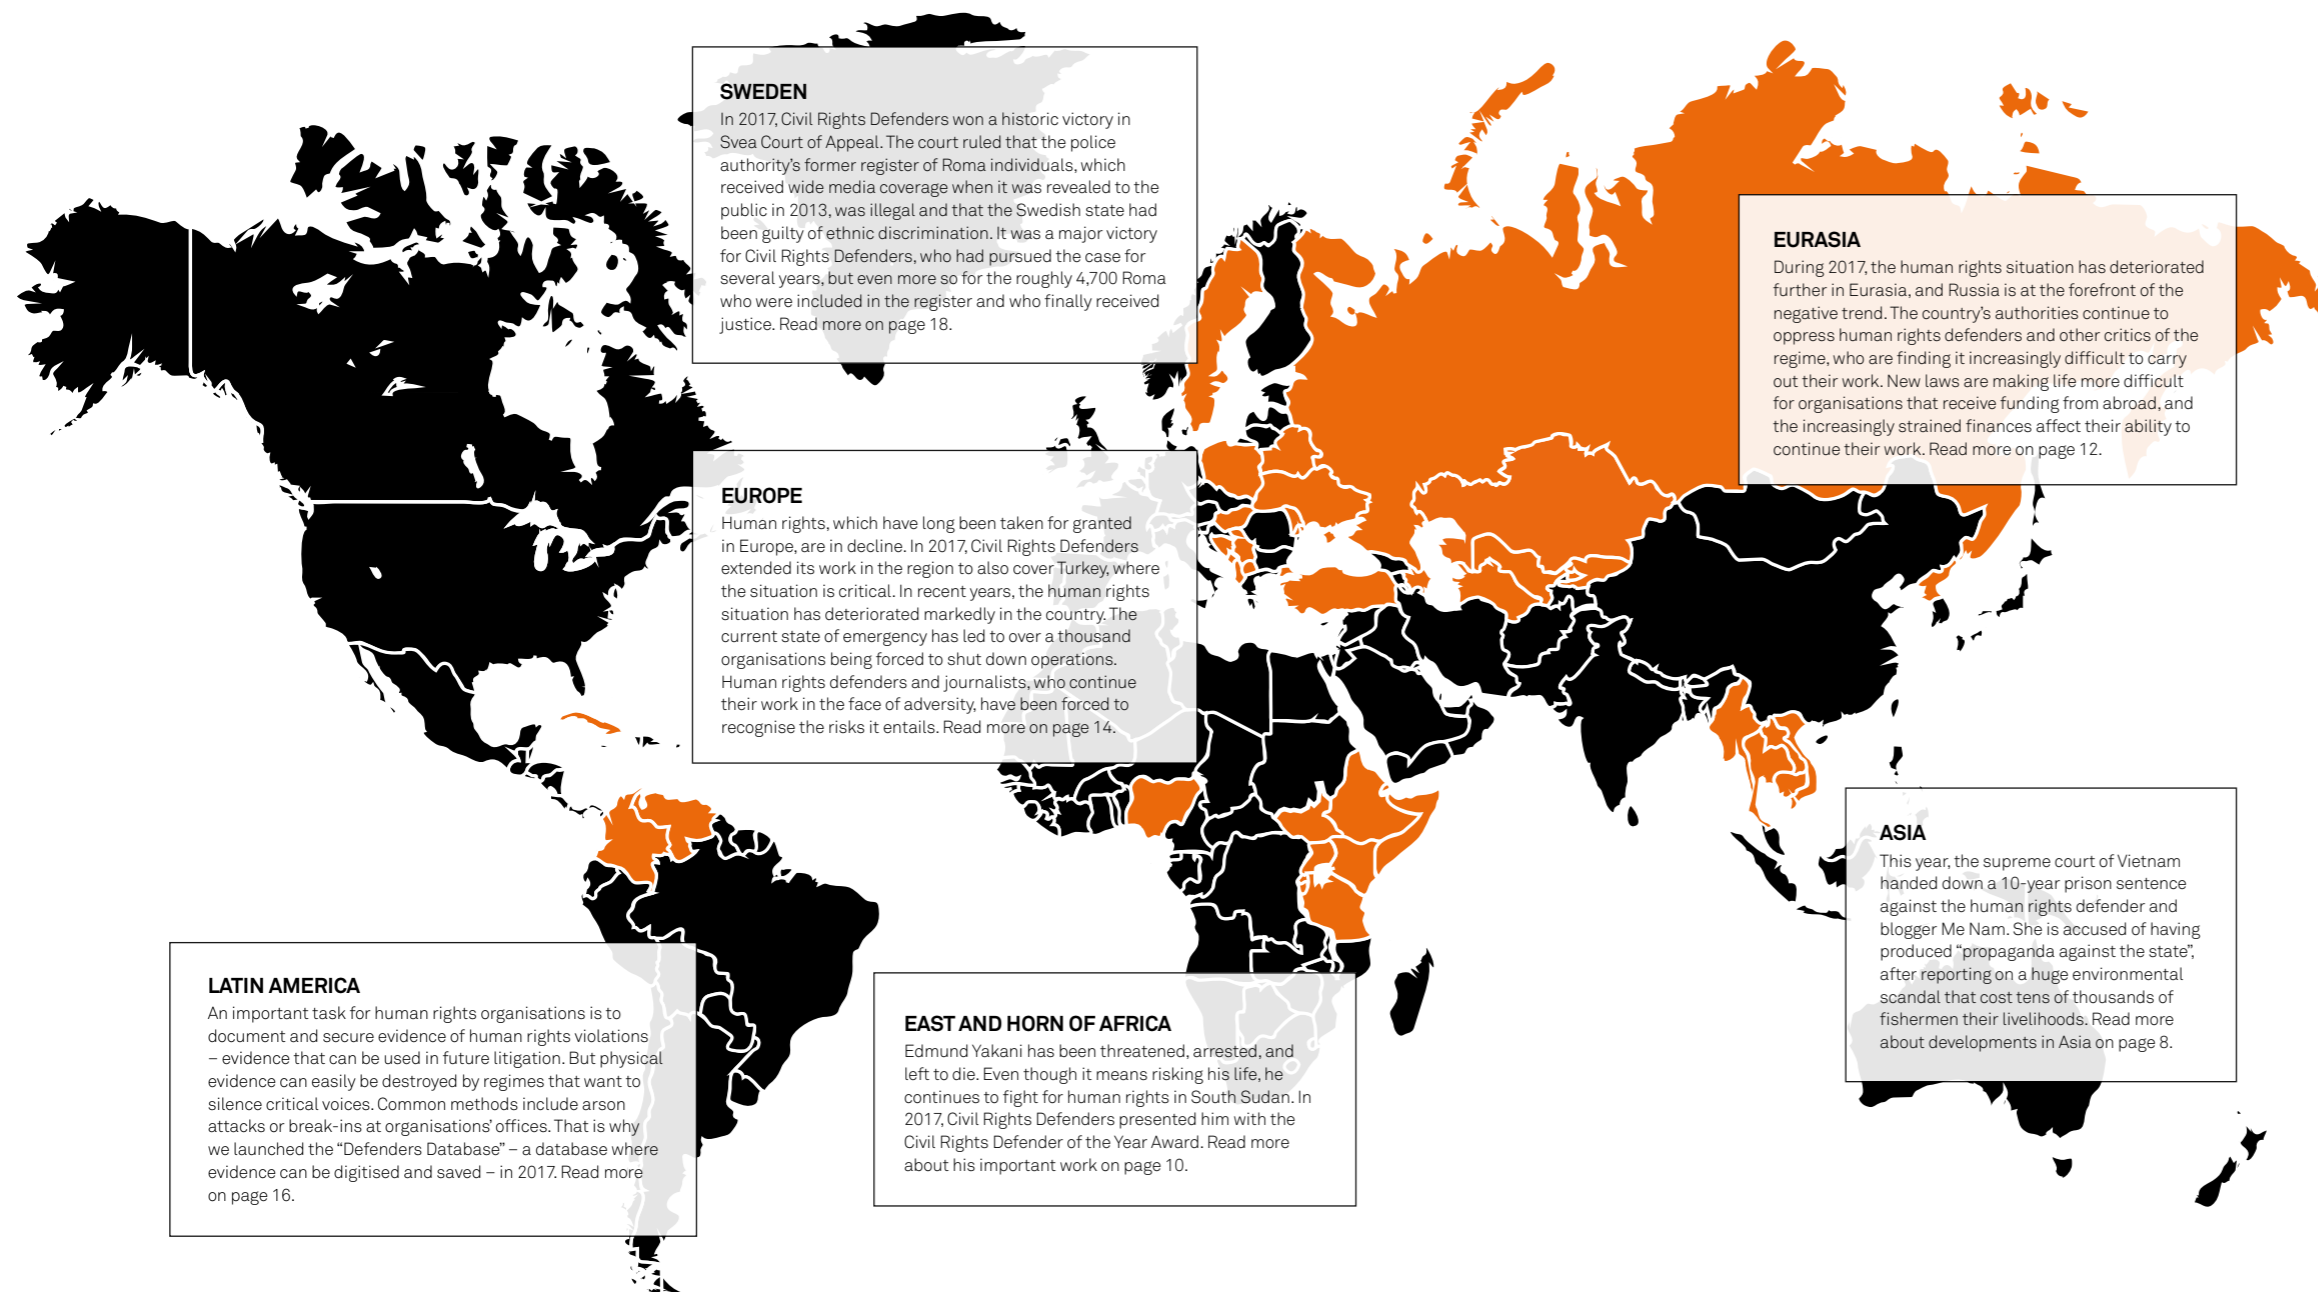 SWEDEN
In 2017, Civil Rights Defenders won a historic victory in
Svea Court of Appeal. The court ruled that the police
authority's former register of Roma individuals, which
received wide media coverage when it was revealed to the
public in 2013, was illegal and that the Swedish state had
been guilty of ethnic discrimination. It was a major victory
for Civil Rights Defenders, who had pursued the case for
several years, but even more so for the roughly 4,700 Roma
who were included in the register and who finally received
justice. Read more on page 18.
EURASIA
During 2017, the human rights situation has deteriorated
further in Eurasia, and Russia is at the forefront of the
negative trend. The country's authorities continue to
oppress human rights defenders and other critics of the
regime, who are finding it increasingly difficult to carry
out their work. New laws are making life more difficult
for organisations that receive funding from abroad, and
the increasingly strained finances affect their ability to
continue their work. Read more on page 12.
EUROPE
Human rights, which have long been taken for granted
in Europe, are in decline. In 2017, Civil Rights Defenders
extended its work in the region to also cover Turkey, where
the situation is critical. In recent years, the human rights
situation has deteriorated markedly in the country. The
current state of emergency has led to over a thousand
organisations being forced to shut down operations.
Human rights defenders and journalists, who continue
their work in the face of adversity, have been forced to
recognise the risks it entails. Read more on page 14.
ASIA
This year, the supreme court of Vietnam
handed down a 10-year prison sentence
against the human rights defender and
blogger Me Nam. She is accused of having
produced “propaganda against the state”,
after reporting on a huge environmental
scandal that cost tens of thousands of
fishermen their livelihoods. Read more
about developments in Asia on page 8.
LATIN AMERICA
An important task for human rights organisations is to
document and secure evidence of human rights violations
– evidence that can be used in future litigation. But physical
evidence can easily be destroyed by regimes that want to
silence critical voices. Common methods include arson
attacks or break-ins at organisations' offices. That is why
we launched the “Defenders Database” – a database where
evidence can be digitised and saved – in 2017. Read more
on page 16.
EAST AND HORN OF AFRICA
Edmund Yakani has been threatened, arrested, and
left to die. Even though it means risking his life, he
continues to fight for human rights in South Sudan. In
2017, Civil Rights Defenders presented him with the
Civil Rights Defender of the Year Award. Read more
about his important work on page 10.